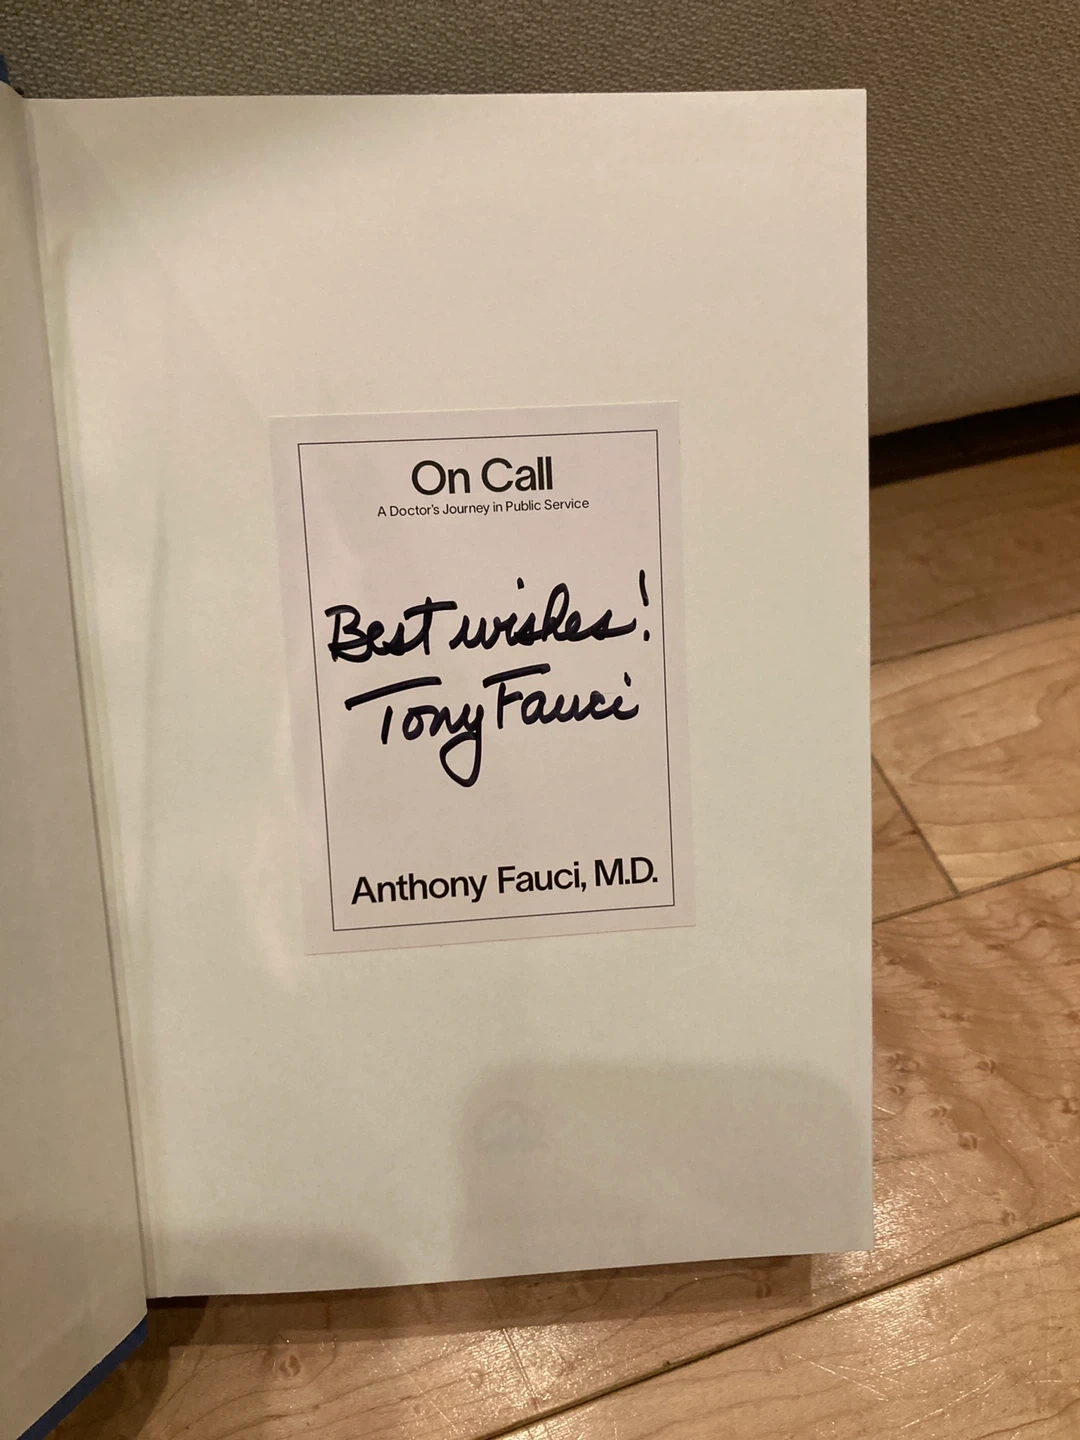 On Call
A Doctor's Journey in Public Service
Best wishes!
Tony Fauci
Anthony Fauci, M.D.